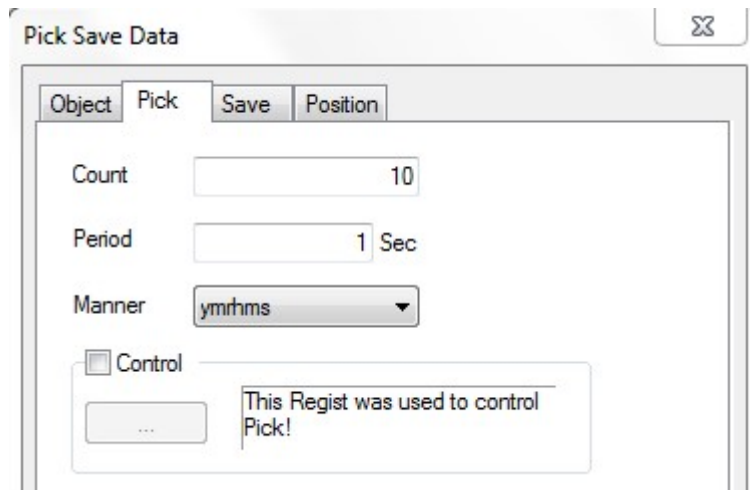 Pick Save Data
Object Pick Save Position
Count 10
Period 1 Sec
Manner ymrhms
Control
... This Regist was used to control
Pick!